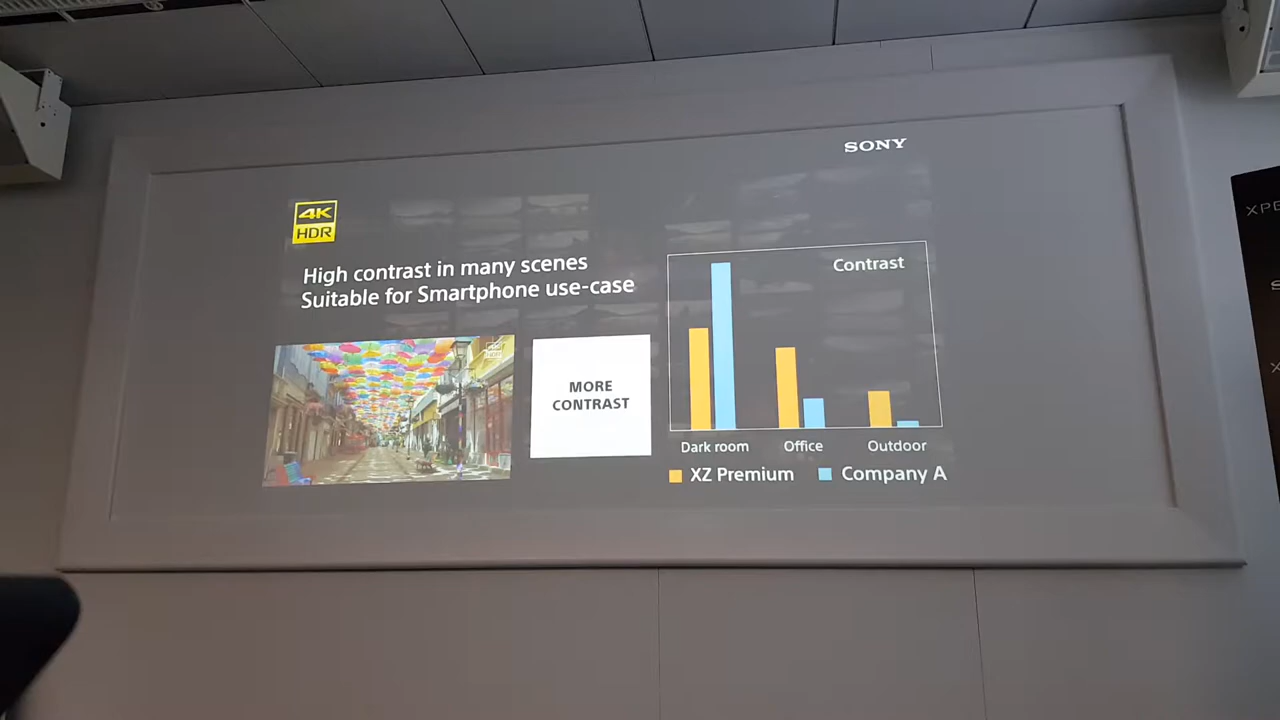 SONY
4K
HDR
High contrast in many scenes
Suitable for Smartphone use-case
MORE
CONTRAST
Contrast
Dark room
Office
Outdoor
XZ Premium
Company A